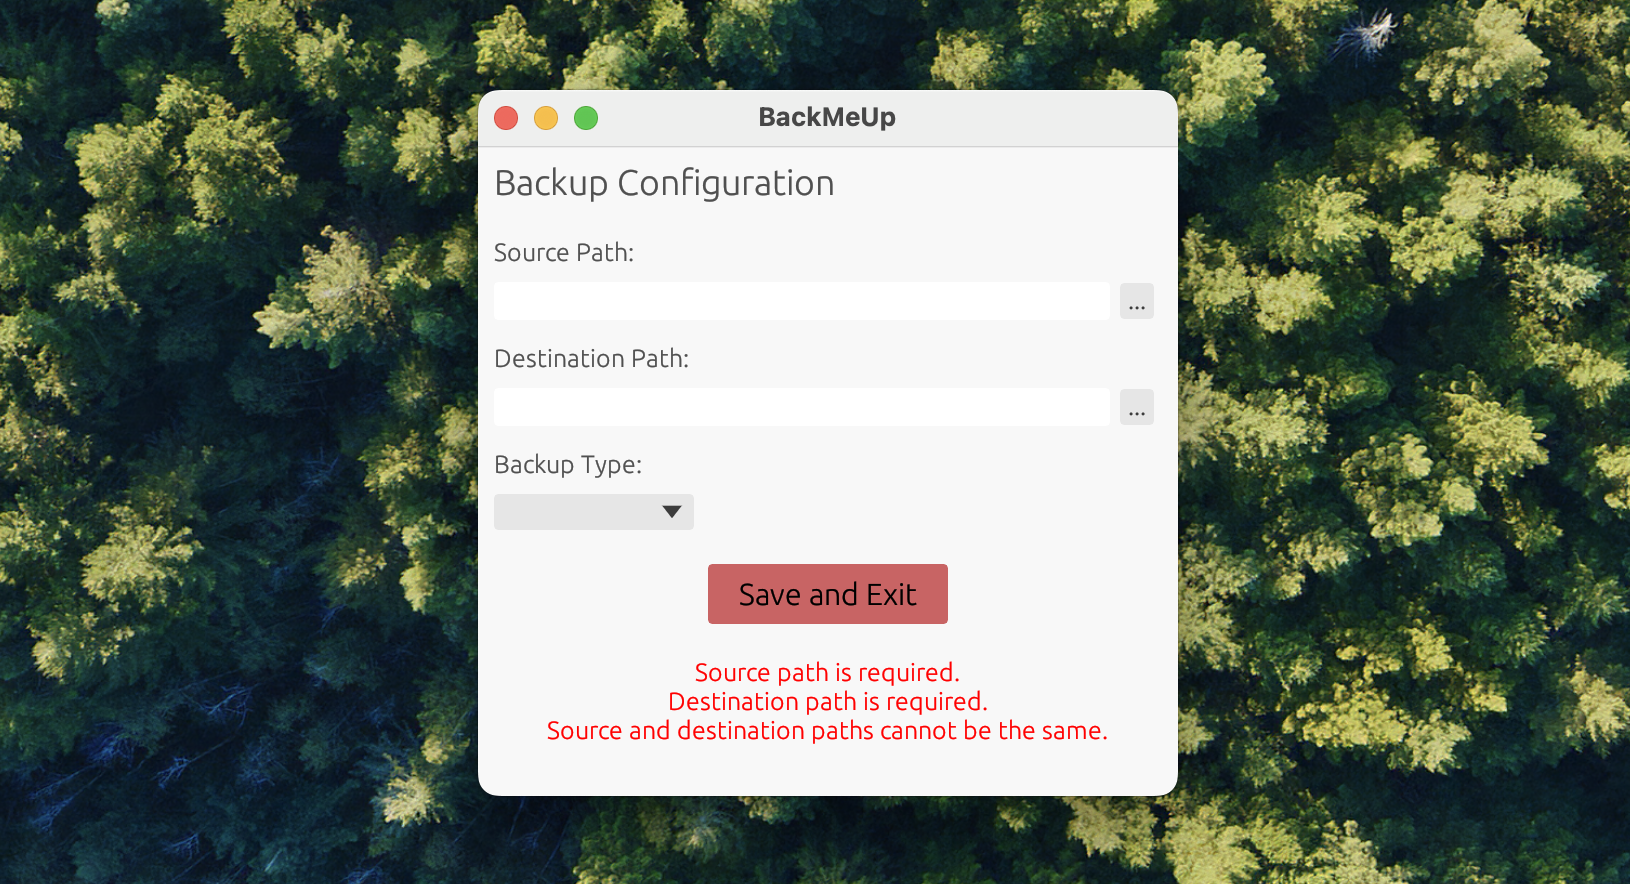 BackMeUp
Backup Configuration
Source Path:
...
Destination Path:
...
Backup Type:
Save and Exit
Source path is required.
Destination path is required.
Source and destination paths cannot be the same.